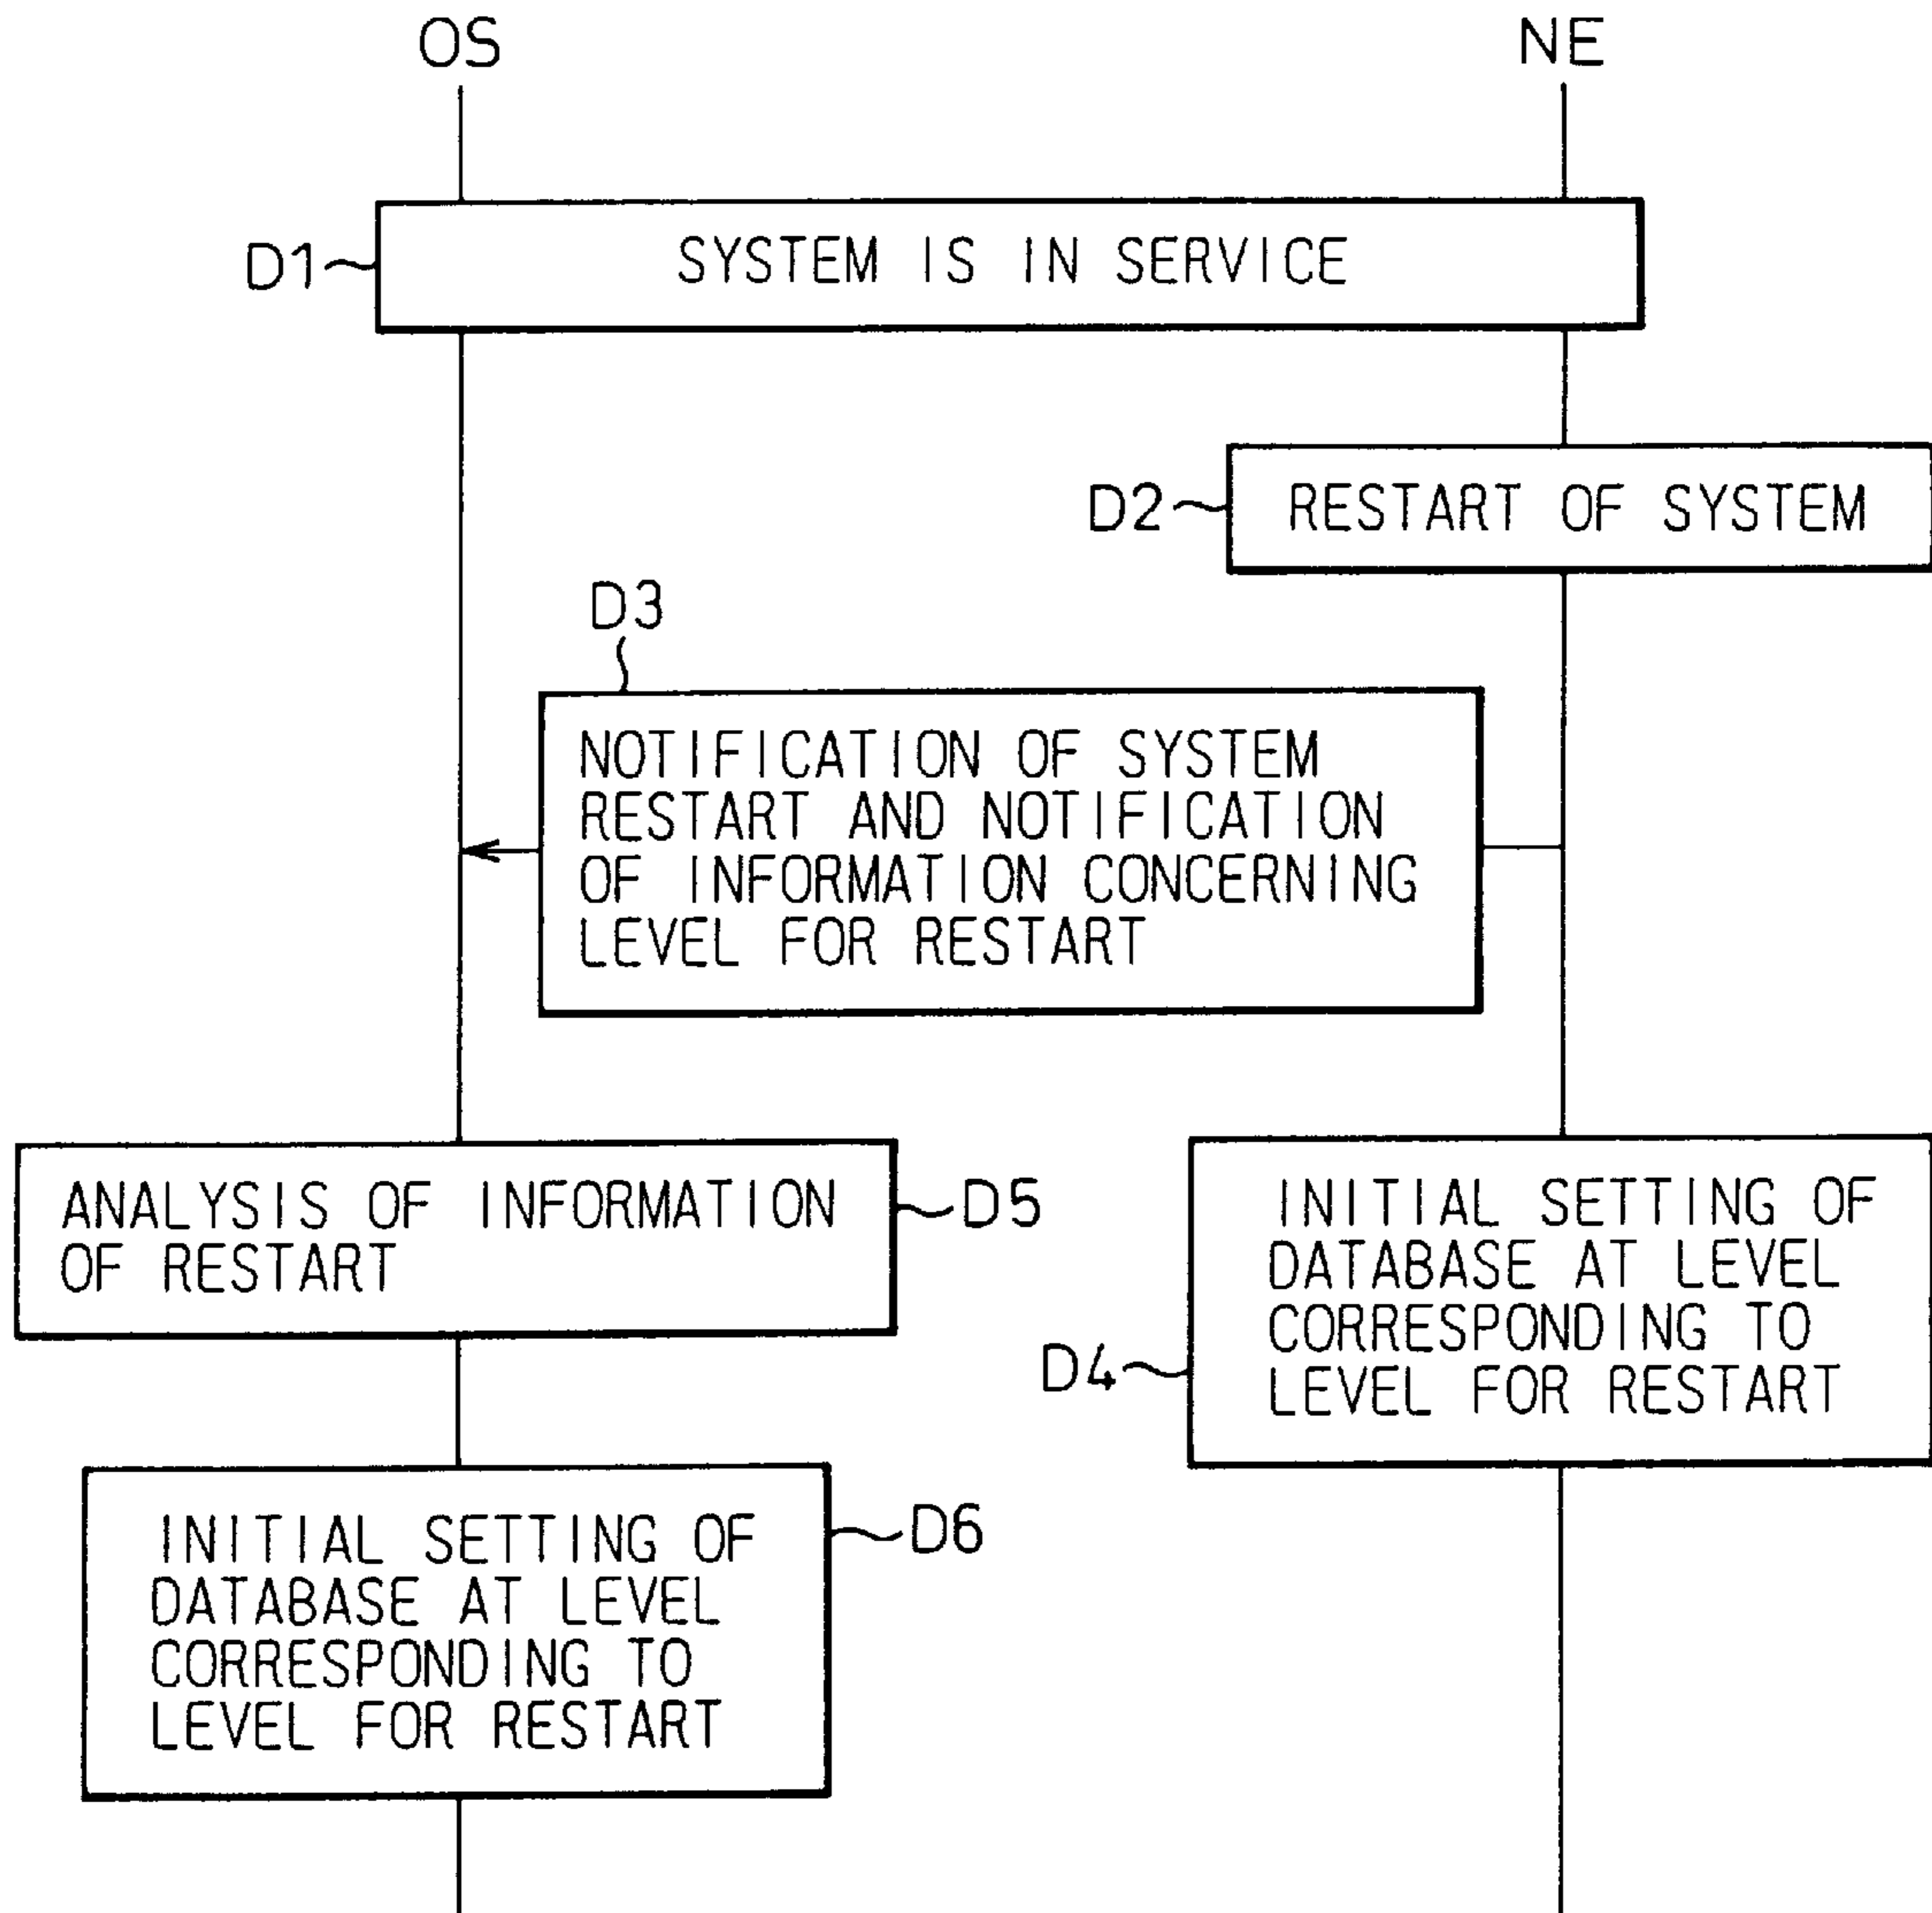 OS
NE
D1
SYSTEM IS IN SERVICE
D2
RESTART OF SYSTEM
D3
NOTIFICATION OF SYSTEM
RESTART AND NOTIFICATION
OF INFORMATION CONCERNING
LEVEL FOR RESTART
ANALYSIS OF INFORMATION
OF RESTART
D5
INITIAL SETTING OF
DATABASE AT LEVEL
CORRESPONDING TO
LEVEL FOR RESTART
D4
INITIAL SETTING OF
DATABASE AT LEVEL
CORRESPONDING TO
LEVEL FOR RESTART
D6